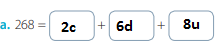 a. 268 = 2c + 6d + 8u